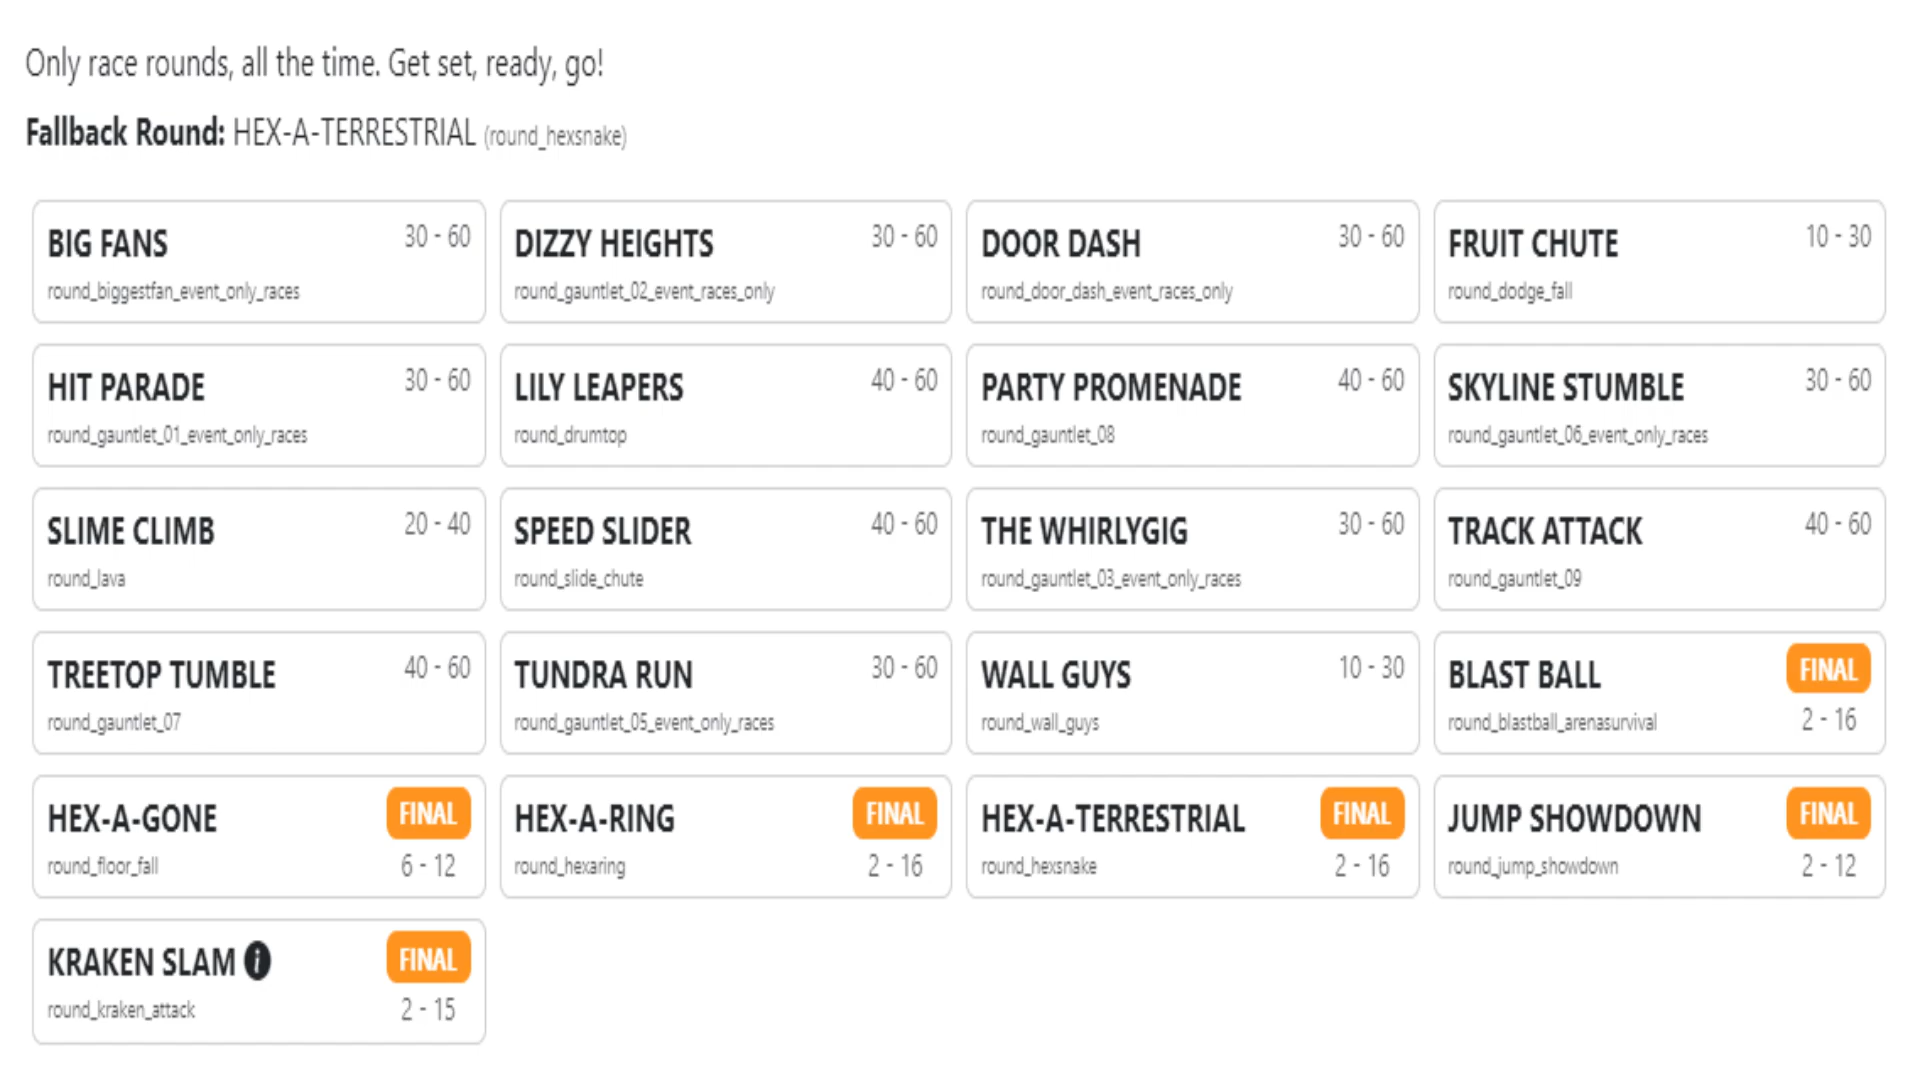 Only race rounds, all the time. Get set, ready, go!
Fallback Round: HEX-A-TERRESTRIAL (round_hexsnake)
BIG FANS 30 - 60
round_biggestfan_event_only_races
DIZZY HEIGHTS 30 - 60
round_gauntlet_02_event_races_only
DOOR DASH 30 - 60
round_door_dash_event_races_only
FRUIT CHUTE 10 - 30
round_dodge_fall
HIT PARADE 30 - 60
round_gauntlet_01_event_only_races
LILY LEAPERS 40 - 60
round_drumtop
PARTY PROMENADE 40 - 60
round_gauntlet_08
SKYLINE STUMBLE 30 - 60
round_gauntlet_06_event_only_races
SLIME CLIMB 20 - 40
round_lava
SPEED SLIDER 40 - 60
round_slide_chute
THE WHIRLYGIG 30 - 60
round_gauntlet_03_event_only_races
TRACK ATTACK 40 - 60
round_gauntlet_09
TREETOP TUMBLE 40 - 60
round_gauntlet_07
TUNDRA RUN 30 - 60
round_gauntlet_05_event_only_races
WALL GUYS 10 - 30
round_wall_guys
BLAST BALL FINAL
round_blastball_arenasurvival 2 - 16
HEX-A-GONE FINAL
round_floor_fall 6 - 12
HEX-A-RING FINAL
round_hexaring 2 - 16
HEX-A-TERRESTRIAL FINAL
round_hexsnake 2 - 16
JUMP SHOWDOWN FINAL
round_jump_showdown 2 - 12
KRAKEN SLAM i FINAL
round_kraken_attack 2 - 15